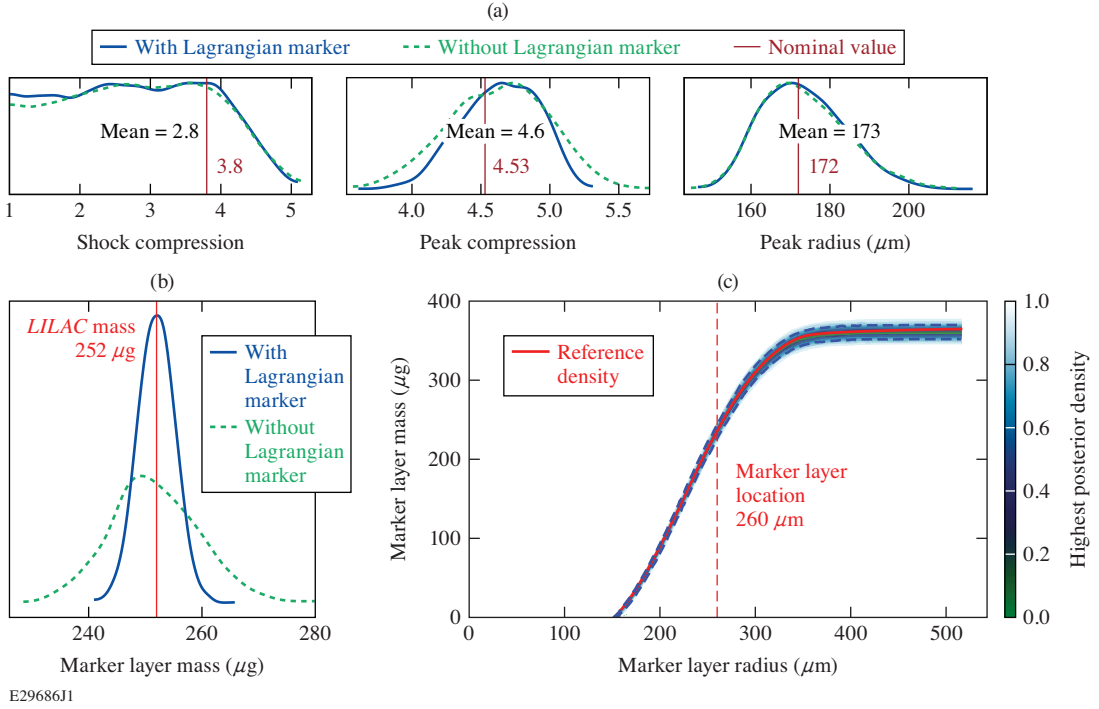 (a)
With Lagrangian marker
Without Lagrangian marker
Nominal value
Mean = 2.8
3.8
1 2 3 4 5
Shock compression
Mean = 4.6
4.53
4.0 4.5 5.0 5.5
Peak compression
Mean = 173
172
160 180 200
Peak radius (μm)
(b)
LILAC mass
252 μg
With
Lagrangian
marker
Without
Lagrangian
marker
240 260 280
Marker layer mass (μg)
(c)
400
300
200
100
0
Marker layer mass (μg)
Reference
density
Marker layer
location
260 μm
0 100 200 300 400 500
Marker layer radius (μm)
1.0
0.8
0.6
0.4
0.2
0.0
Highest posterior density
E29686J1